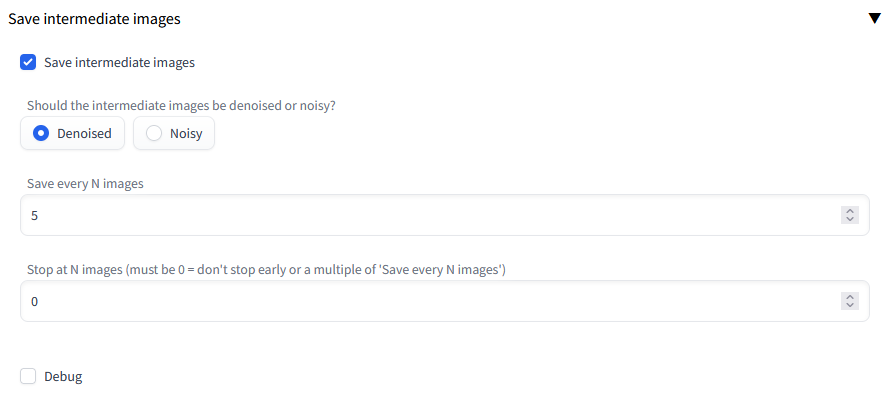 Save intermediate images
Save intermediate images
Should the intermediate images be denoised or noisy?
Denoised Noisy
Save every N images
5
Stop at N images (must be 0 = don't stop early or a multiple of 'Save every N images')
0
Debug